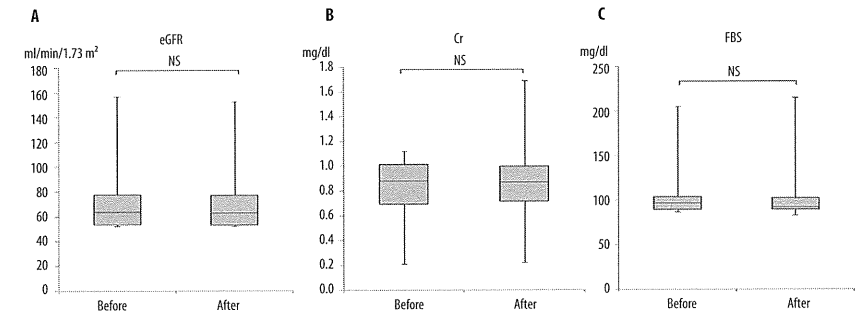 A
eGFR
ml/min/1.73 m²
NS
180
160
140
120
100
80
60
40
20
0
Before After
B
Cr
mg/dl
NS
1.8
1.6
1.4
1.2
1.0
0.8
0.6
0.4
0.2
0.0
Before After
C
FBS
mg/dl
NS
250
200
150
100
50
0
Before After